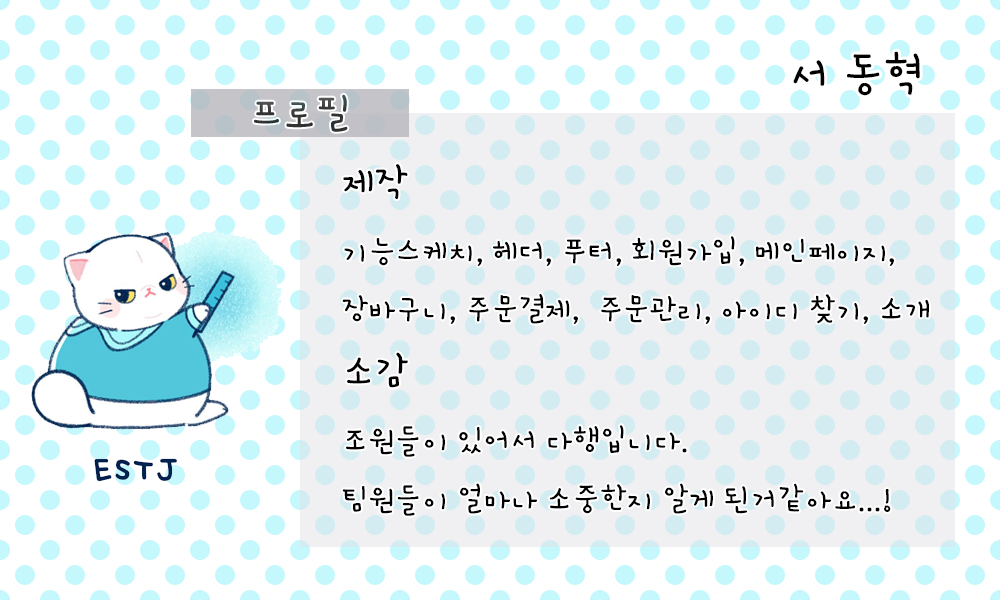 서 동혁
프로필
제작
기능스케치, 헤더, 푸터, 회원가입, 메인페이지,
장바구니, 주문결제, 주문관리, 아이디 찾기, 소개
소감
조원들이 있어서 다행입니다.
팀원들이 얼마나 소중한지 알게 된거같아요...!
ESTJ